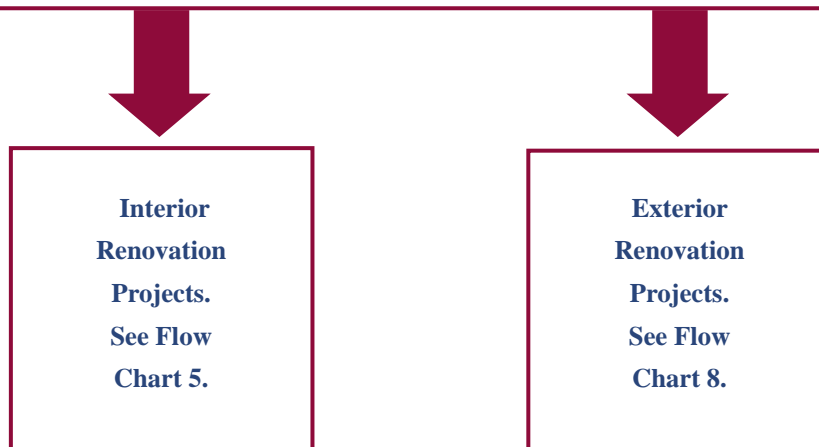 Interior
Renovation
Projects.
See Flow
Chart 5.
Exterior
Renovation
Projects.
See Flow
Chart 8.